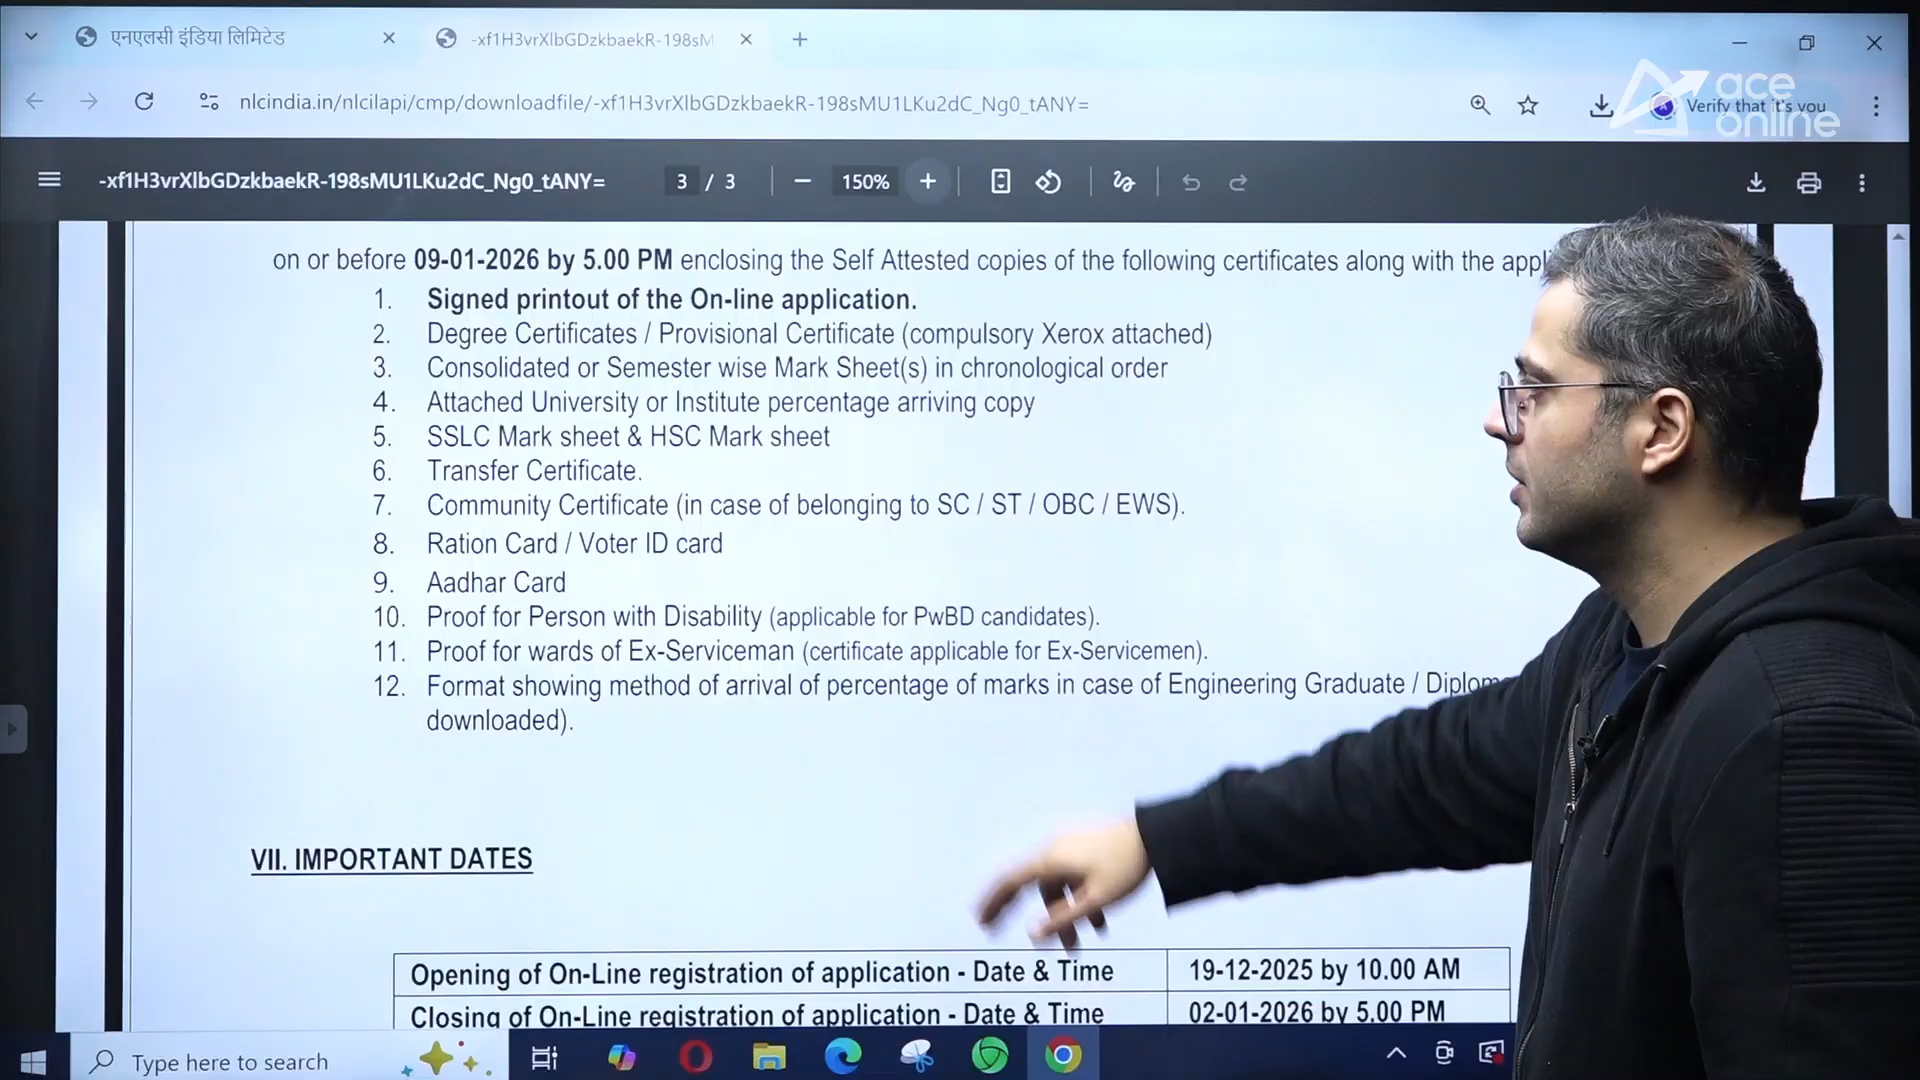 एनएलसी इंडिया लिमिटेड
-xf1H3vrXlbGDzkbaekR-198sM
nlcindia.in/nlcilapi/cmp/downloadfile/-xf1H3vrXlbGDzkbaekR-198sMU1LKu2dC_Ng0_tANY=
Verify that it's you
ace
online
-xf1H3vrXlbGDzkbaekR-198sMU1LKu2dC_Ng0_tANY=
3 / 3
150%
on or before 09-01-2026 by 5.00 PM enclosing the Self Attested copies of the following certificates along with the appli
1. Signed printout of the On-line application.
2. Degree Certificates / Provisional Certificate (compulsory Xerox attached)
3. Consolidated or Semester wise Mark Sheet(s) in chronological order
4. Attached University or Institute percentage arriving copy
5. SSLC Mark sheet & HSC Mark sheet
6. Transfer Certificate.
7. Community Certificate (in case of belonging to SC / ST / OBC / EWS).
8. Ration Card / Voter ID card
9. Aadhar Card
10. Proof for Person with Disability (applicable for PwBD candidates).
11. Proof for wards of Ex-Serviceman (certificate applicable for Ex-Servicemen).
12. Format showing method of arrival of percentage of marks in case of Engineering Graduate / Diplom
downloaded).
VII. IMPORTANT DATES
Opening of On-Line registration of application - Date & Time 19-12-2025 by 10.00 AM
Closing of On-Line registration of application - Date & Time 02-01-2026 by 5.00 PM
Type here to search